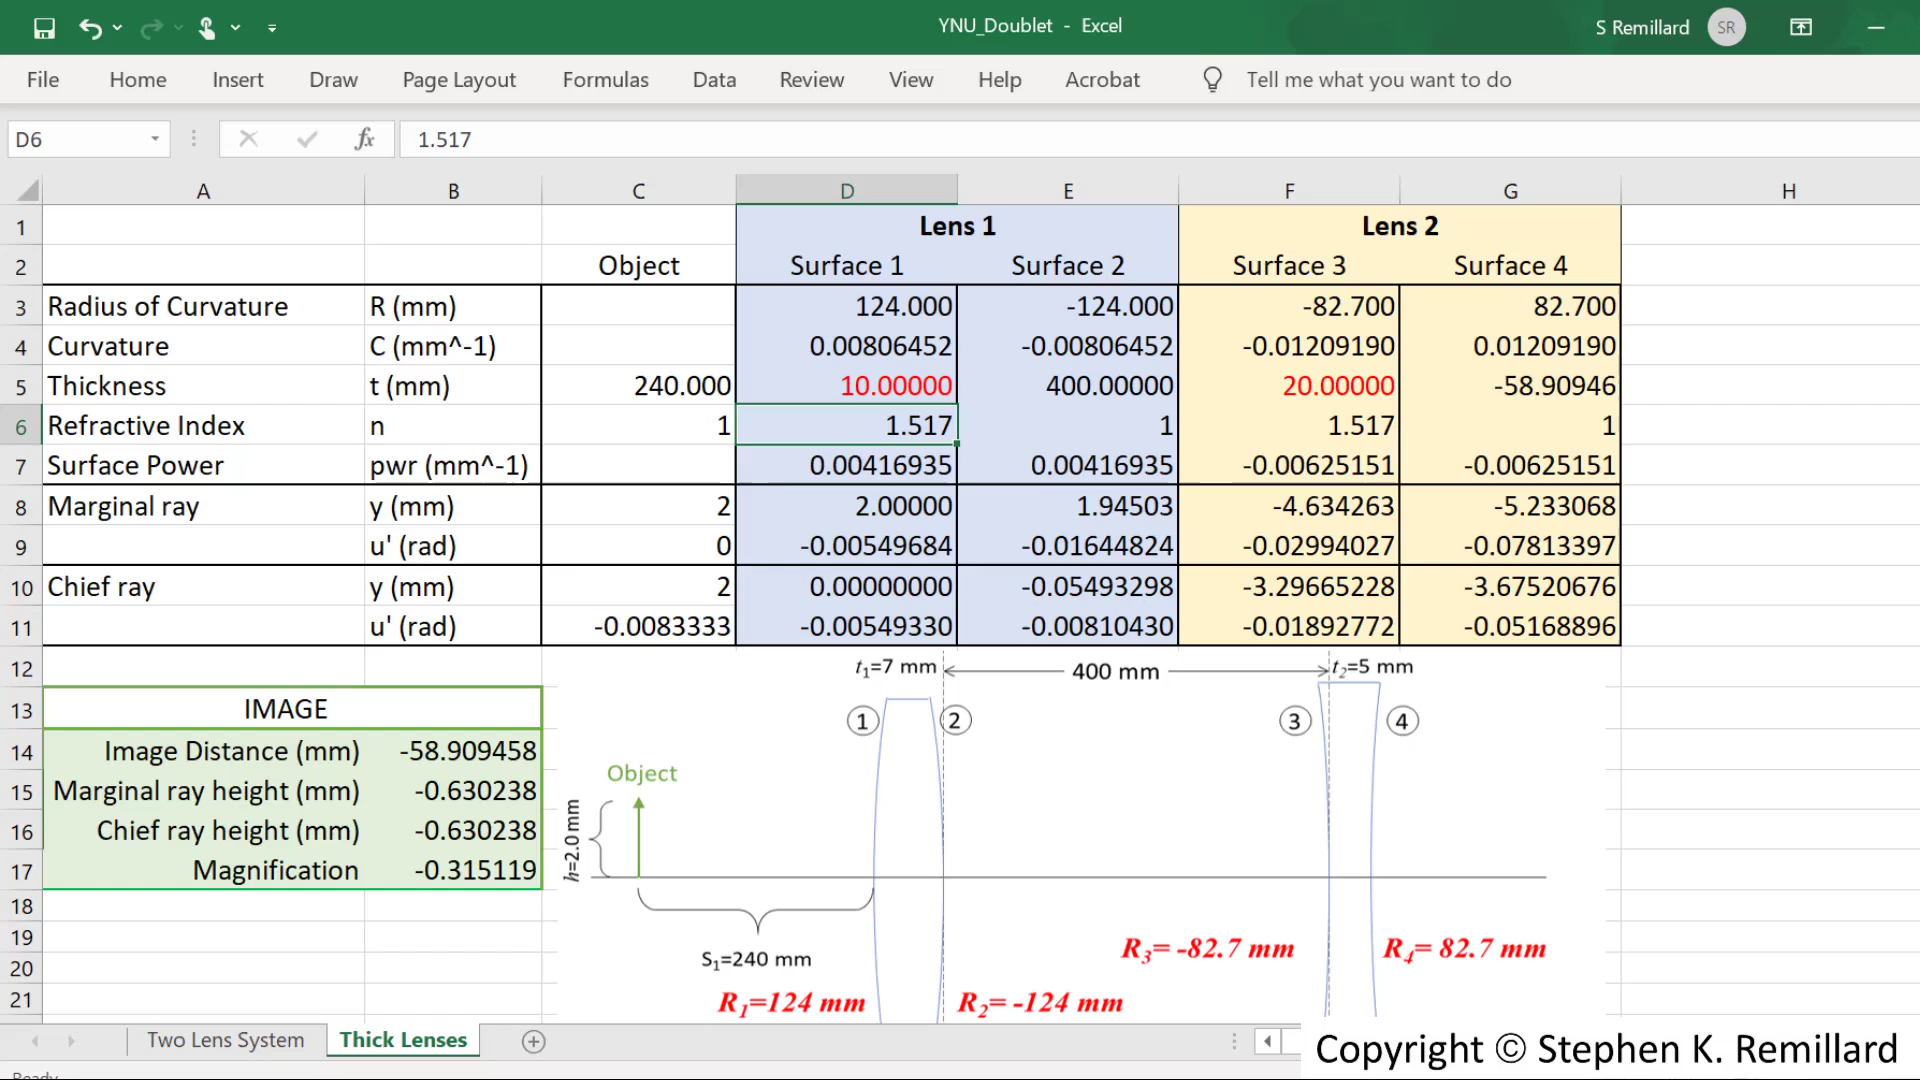 YNU_Doublet - Excel
S Remillard SR
File Home Insert Draw Page Layout Formulas Data Review View Help Acrobat Tell me what you want to do
D6 fx 1.517
A B C D E F G H
1 Lens 1 Lens 2
2 Object Surface 1 Surface 2 Surface 3 Surface 4
3 Radius of Curvature R (mm) 124.000 -124.000 -82.700 82.700
4 Curvature C (mm^-1) 0.00806452 -0.00806452 -0.01209190 0.01209190
5 Thickness t (mm) 240.000 10.00000 400.00000 20.00000 -58.90946
6 Refractive Index n 1 1.517 1 1.517 1
7 Surface Power pwr (mm^-1) 0.00416935 0.00416935 -0.00625151 -0.00625151
8 Marginal ray y (mm) 2 2.00000 1.94503 -4.634263 -5.233068
9 u' (rad) 0 -0.00549684 -0.01644824 -0.02994027 -0.07813397
10 Chief ray y (mm) 2 0.00000000 -0.05493298 -3.29665228 -3.67520676
11 u' (rad) -0.0083333 -0.00549330 -0.00810430 -0.01892772 -0.05168896
12 t1=7 mm 400 mm t2=5 mm
13 IMAGE ① ② ③ ④
14 Image Distance (mm) -58.909458
Object
15 Marginal ray height (mm) -0.630238
16 Chief ray height (mm) -0.630238
h=2.0 mm
17 Magnification -0.315119
18
19
R3= -82.7 mm R4= 82.7 mm
20 S1=240 mm
21 R1=124 mm R2= -124 mm
Two Lens System Thick Lenses
Copyright © Stephen K. Remillard
Ready